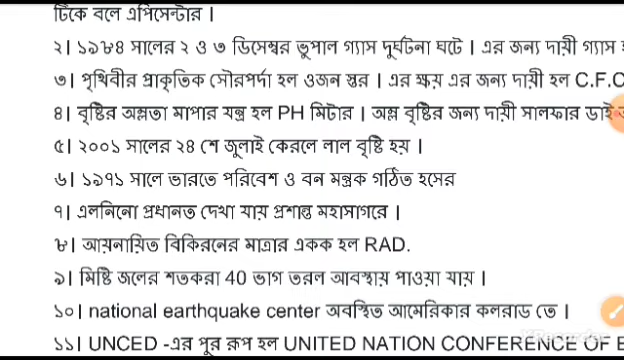 টিকে বলে এপিসেন্টার ।
২। ১৯৮৪ সালের ২ ও ৩ ডিসেম্বর ভুপাল গ্যাস দুর্ঘটনা ঘটে । এর জন্য দায়ী গ্যাস
৩। পৃথিবীর প্রাকৃতিক সৌরপর্দা হল ওজন স্তর । এর ক্ষয় এর জন্য দায়ী হল C.F.C
৪। বৃষ্টির অম্লতা মাপার যন্ত্র হল PH মিটার । অম্ল বৃষ্টির জন্য দায়ী সালফার ডাই
৫। ২০০১ সালের ২৪ শে জুলাই কেরলে লাল বৃষ্টি হয় ।
৬। ১৯৭১ সালে ভারতে পরিবেশ ও বন মন্ত্রক গঠিত হসের
৭। এলনিনো প্রধানত দেখা যায় প্রশান্ত মহাসাগরে ।
৮। আয়নায়িত বিকিরনের মাত্রার একক হল RAD.
৯। মিষ্টি জলের শতকরা 40 ভাগ তরল আবস্থায় পাওয়া যায় ।
১০। national earthquake center অবস্থিত আমেরিকার কলরাড তে ।
১১। UNCED -এর পুর রূপ হল UNITED NATION CONFERENCE OF